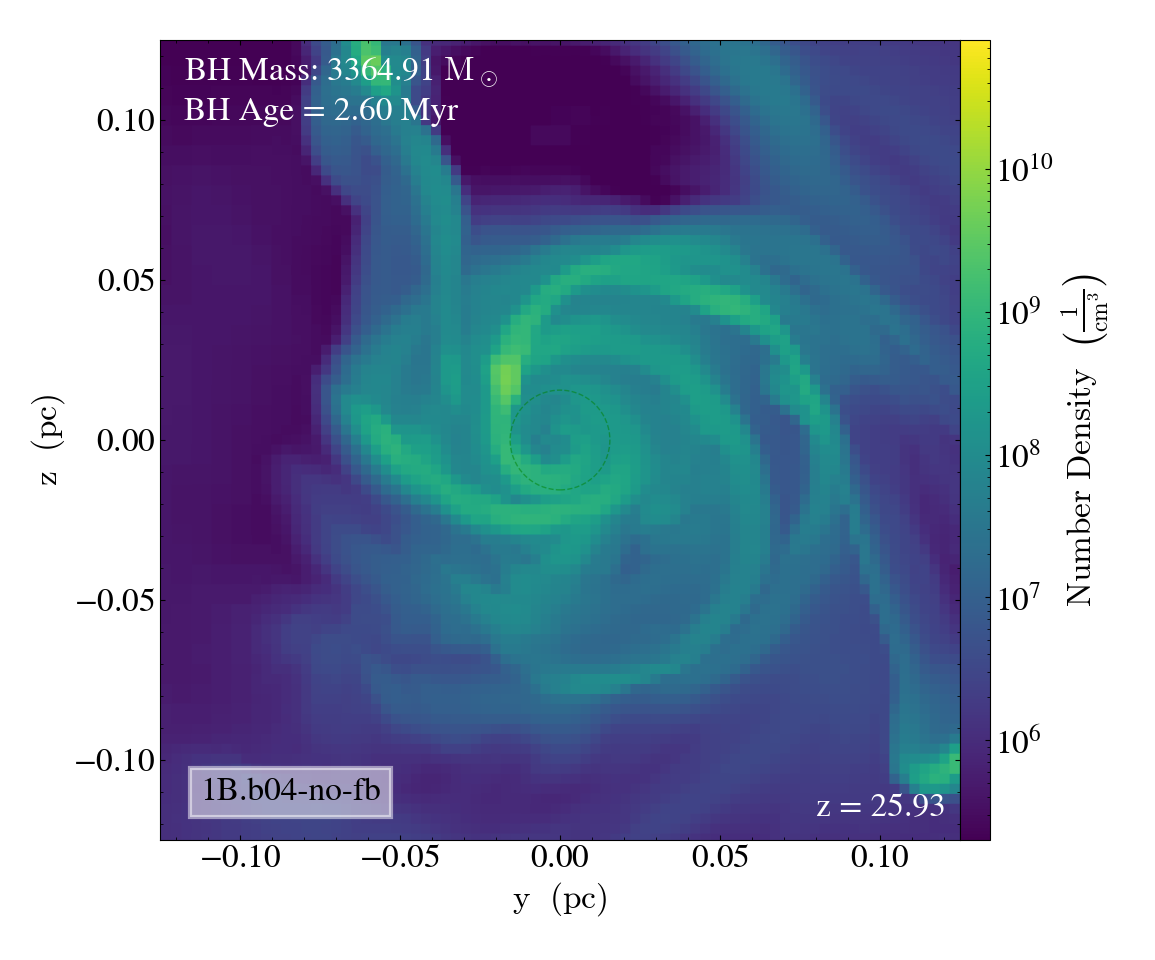 BH Mass: 3364.91 M⊙
BH Age = 2.60 Myr
0.10
0.05
0.00
−0.05
−0.10
z (pc)
1B.b04-no-fb
z = 25.93
−0.10 −0.05 0.00 0.05 0.10
y (pc)
10¹⁰
10⁹
10⁸
10⁷
10⁶
Number Density (1/cm³)